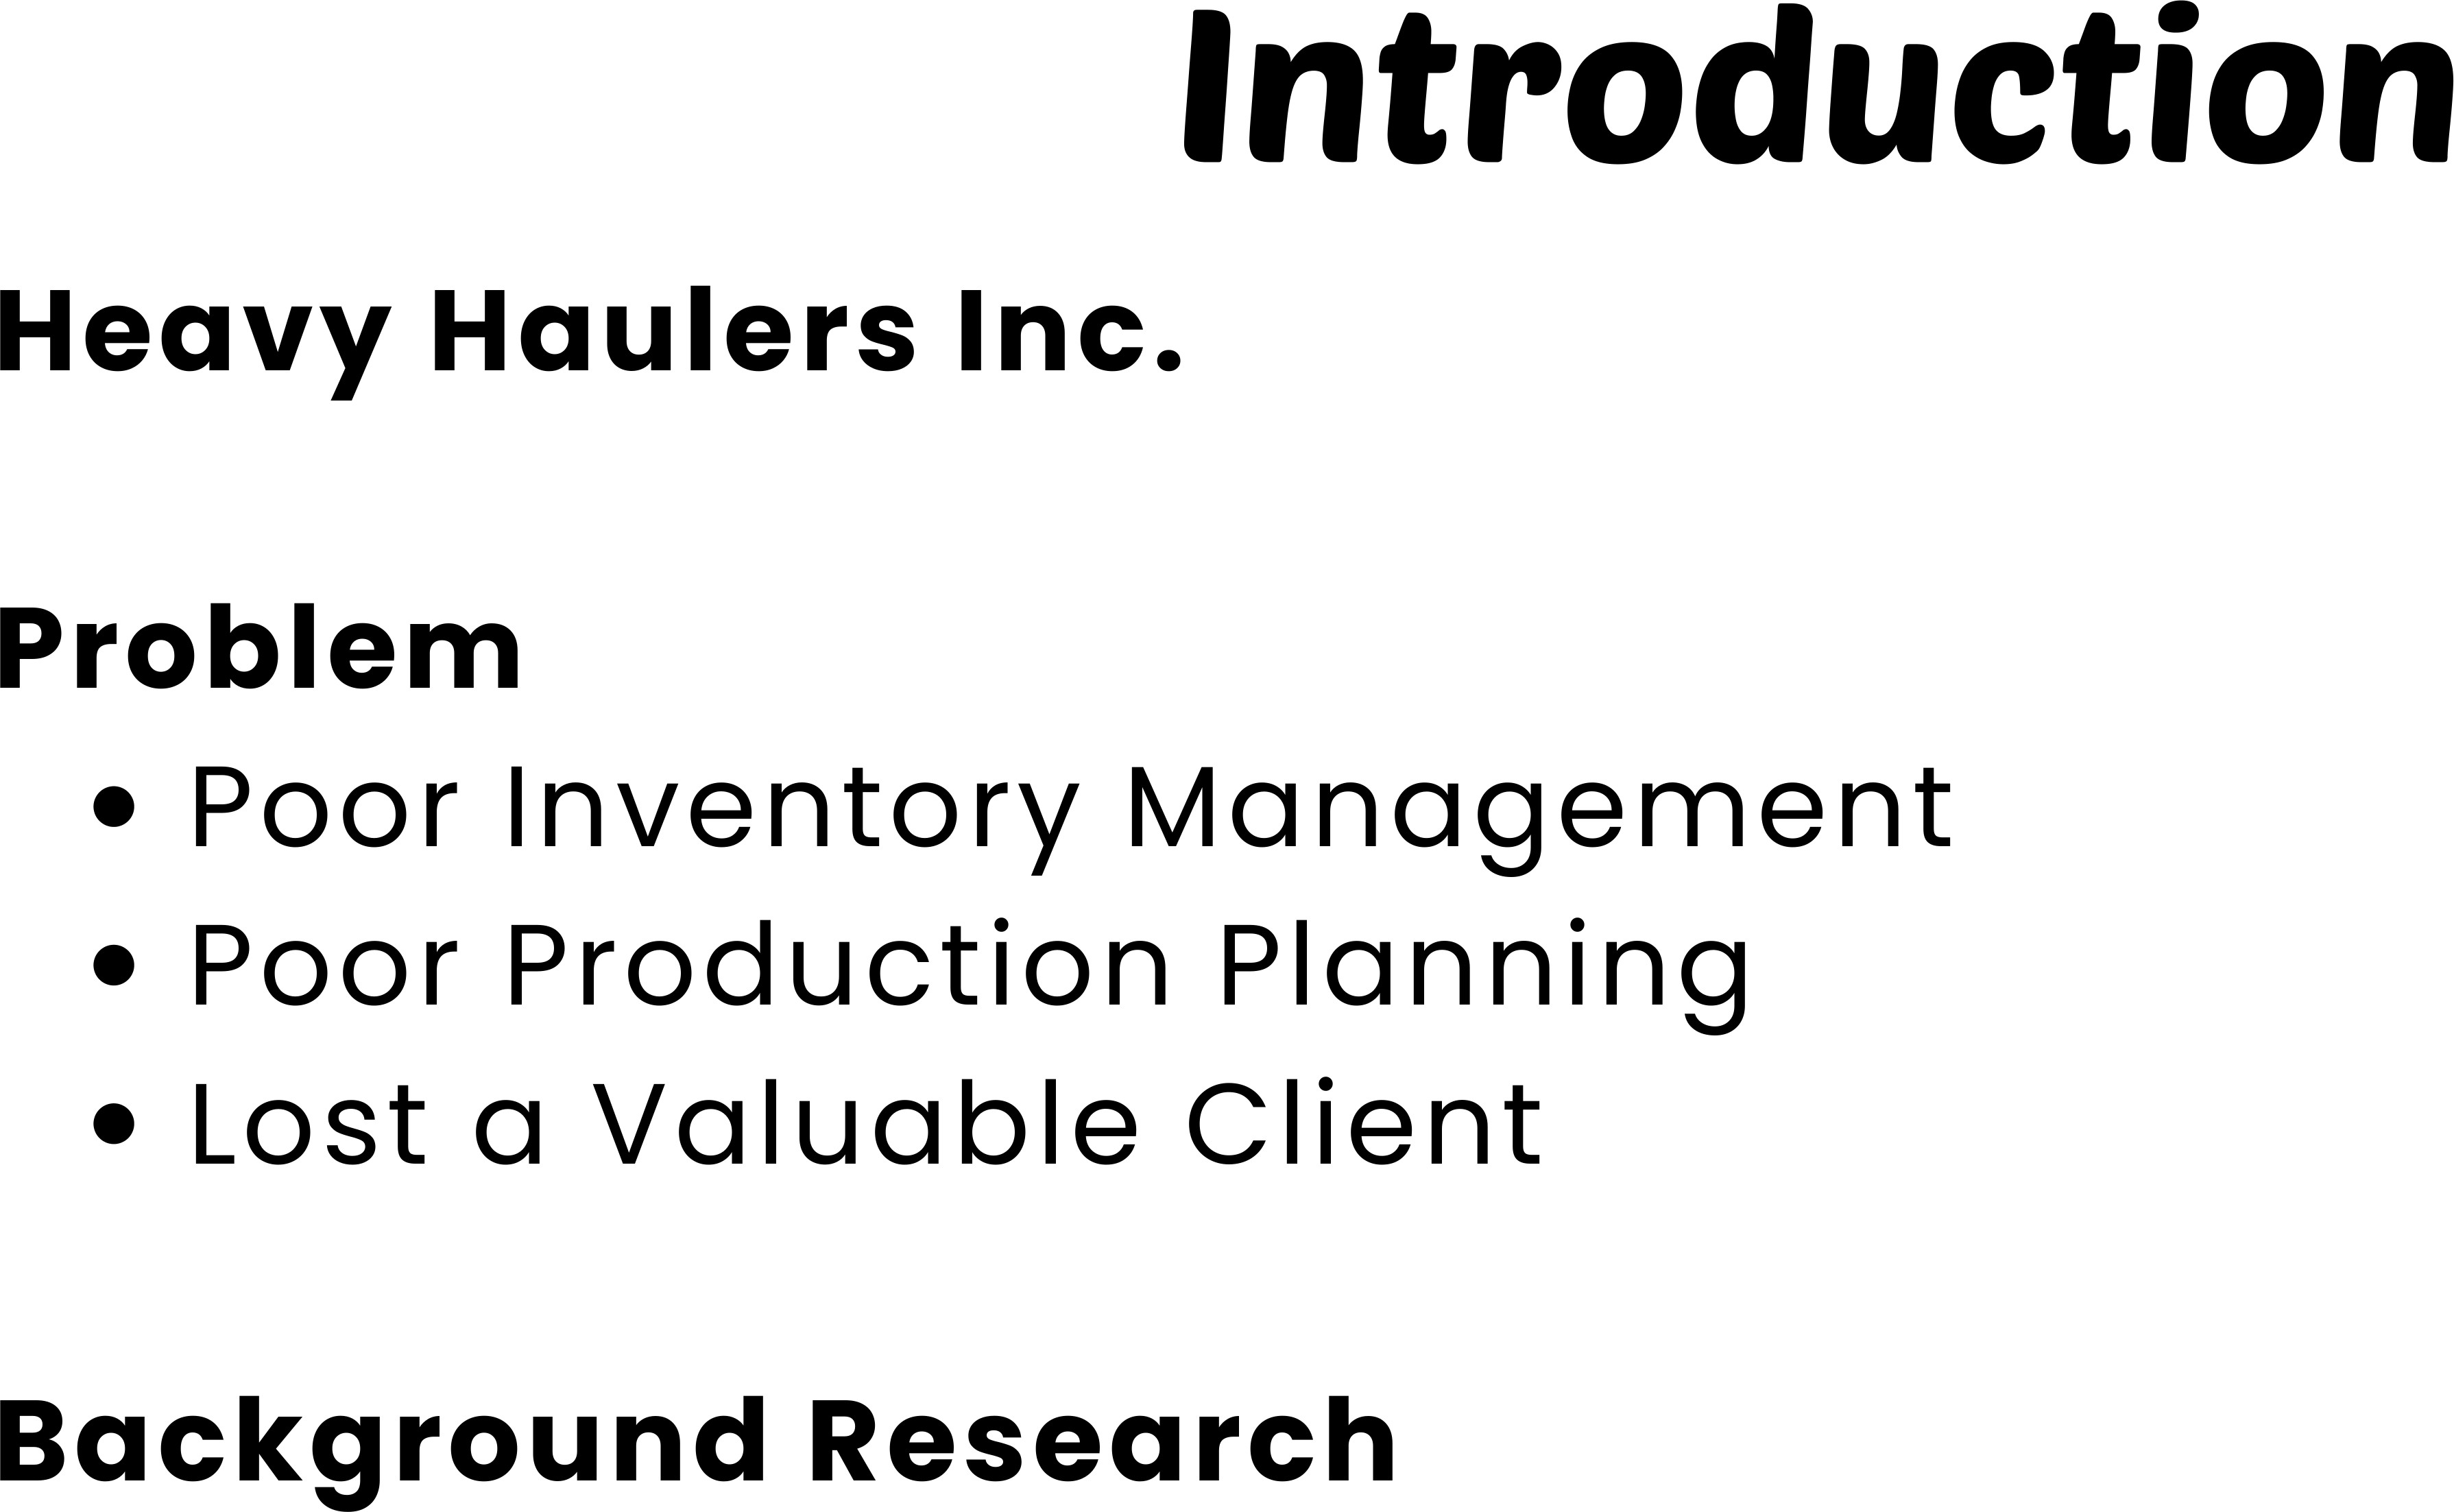 Introduction
Heavy Haulers Inc.
Problem
• Poor Inventory Management
• Poor Production Planning
• Lost a Valuable Client
Background Research